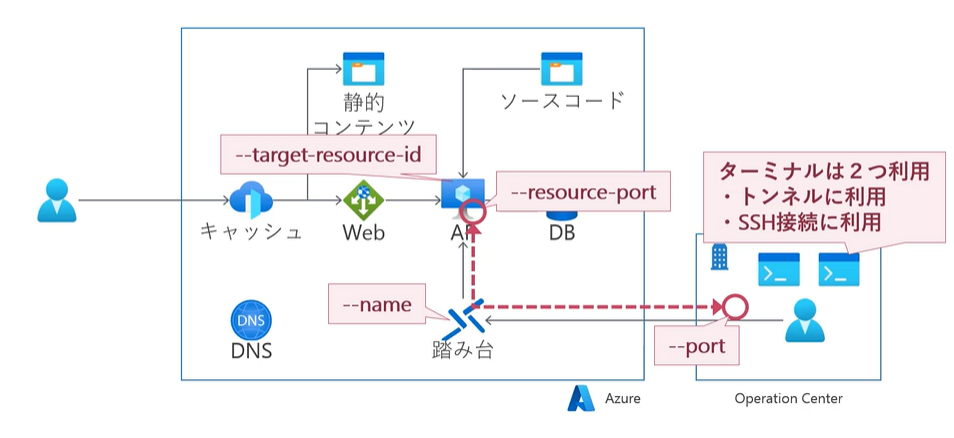 静的
コンテンツ
ソースコード
--target-resource-id
--resource-port
ターミナルは２つ利用
・トンネルに利用
・SSH接続に利用
キャッシュ
Web
DB
--name
--port
DNS
DNS
踏み台
Azure
Operation Center